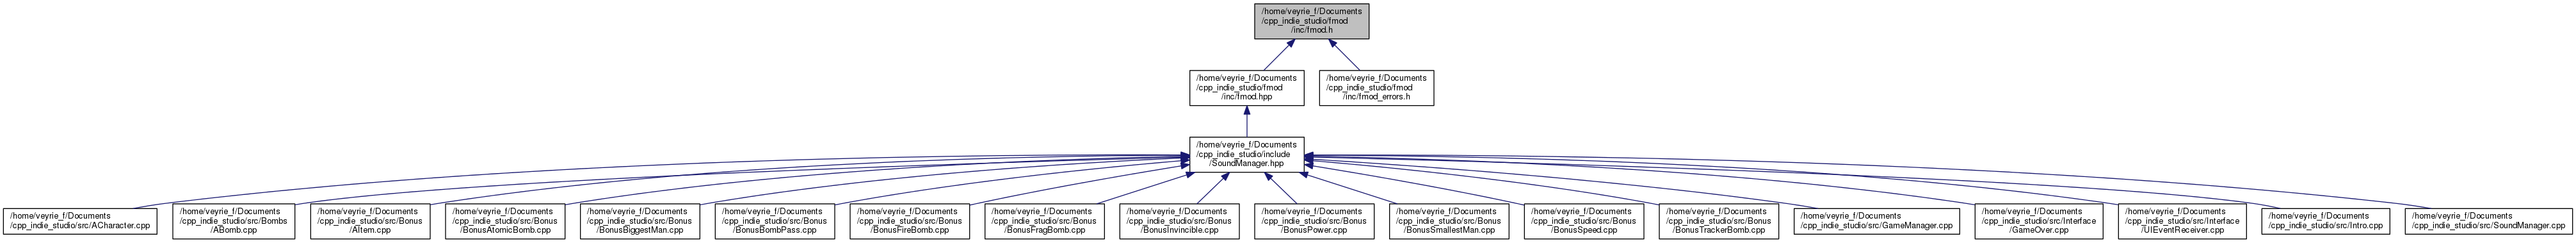 /home/veyrie_f/Documents
/cpp_indie_studio/fmod
/inc/fmod.h
/home/veyrie_f/Documents
/cpp_indie_studio/fmod
/inc/fmod.hpp
/home/veyrie_f/Documents
/cpp_indie_studio/fmod
/inc/fmod_errors.h
/home/veyrie_f/Documents
/cpp_indie_studio/include
/SoundManager.hpp
/home/veyrie_f/Documents
/cpp_indie_studio/src/ACharacter.cpp
/home/veyrie_f/Documents
/cpp_indie_studio/src/Bombs
/ABomb.cpp
/home/veyrie_f/Documents
/cpp_indie_studio/src/Bonus
/AItem.cpp
/home/veyrie_f/Documents
/cpp_indie_studio/src/Bonus
/BonusAtomicBomb.cpp
/home/veyrie_f/Documents
/cpp_indie_studio/src/Bonus
/BonusBiggestMan.cpp
/home/veyrie_f/Documents
/cpp_indie_studio/src/Bonus
/BonusBombPass.cpp
/home/veyrie_f/Documents
/cpp_indie_studio/src/Bonus
/BonusFireBomb.cpp
/home/veyrie_f/Documents
/cpp_indie_studio/src/Bonus
/BonusFragBomb.cpp
/home/veyrie_f/Documents
/cpp_indie_studio/src/Bonus
/BonusInvincible.cpp
/home/veyrie_f/Documents
/cpp_indie_studio/src/Bonus
/BonusPower.cpp
/home/veyrie_f/Documents
/cpp_indie_studio/src/Bonus
/BonusSmallestMan.cpp
/home/veyrie_f/Documents
/cpp_indie_studio/src/Bonus
/BonusSpeed.cpp
/home/veyrie_f/Documents
/cpp_indie_studio/src/Bonus
/BonusTrackerBomb.cpp
/home/veyrie_f/Documents
/cpp_indie_studio/src/GameManager.cpp
/home/veyrie_f/Documents
/cpp_indie_studio/src/Interface
/GameOver.cpp
/home/veyrie_f/Documents
/cpp_indie_studio/src/Interface
/UIEventReceiver.cpp
/home/veyrie_f/Documents
/cpp_indie_studio/src/Intro.cpp
/home/veyrie_f/Documents
/cpp_indie_studio/src/SoundManager.cpp